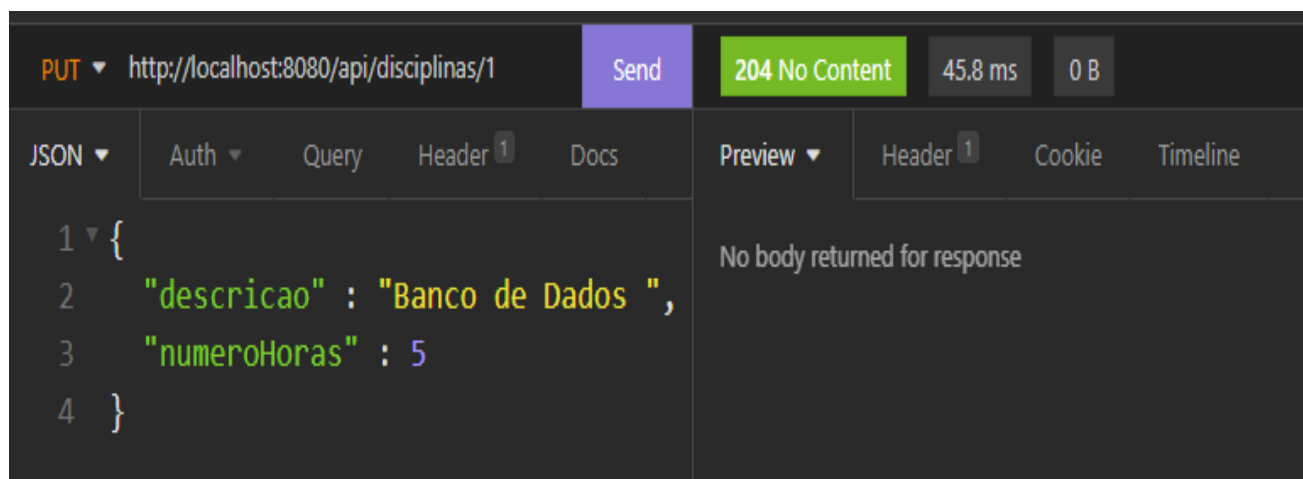 PUT http://localhost:8080/api/disciplinas/1 Send 204 No Content 45.8 ms 0 B
JSON Auth Query Header 1 Docs Preview Header 1 Cookie Timeline
1 {
2 "descricao" : "Banco de Dados ",
3 "numeroHoras" : 5
4 }
No body returned for response